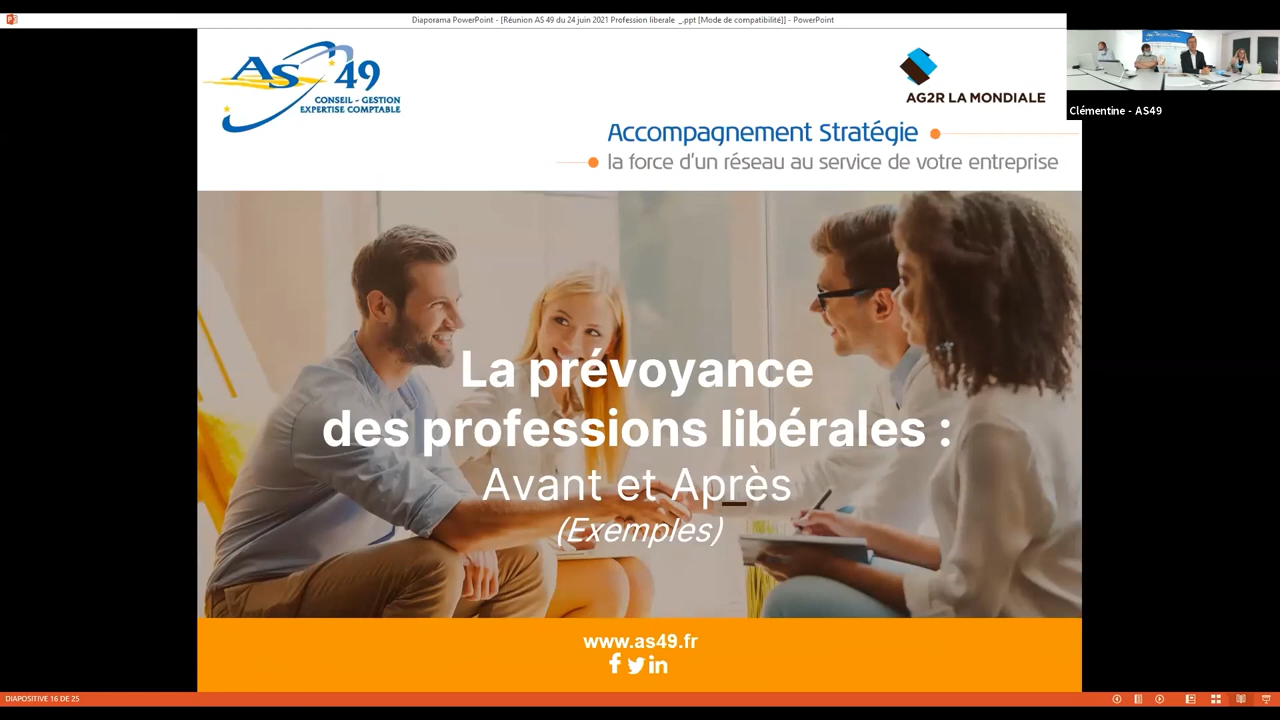 Diaporama PowerPoint - [Réunion AS 49 du 24 juin 2021 Profession liberale _.ppt [Mode de compatibilité]] - PowerPoint
AS 49
CONSEIL - GESTION
EXPERTISE COMPTABLE
AG2R LA MONDIALE
Clémentine - AS49
Accompagnement Stratégie
la force d'un réseau au service de votre entreprise
La prévoyance
des professions libérales :
Avant et Après
(Exemples)
www.as49.fr
DIAPOSITIVE 16 DE 25